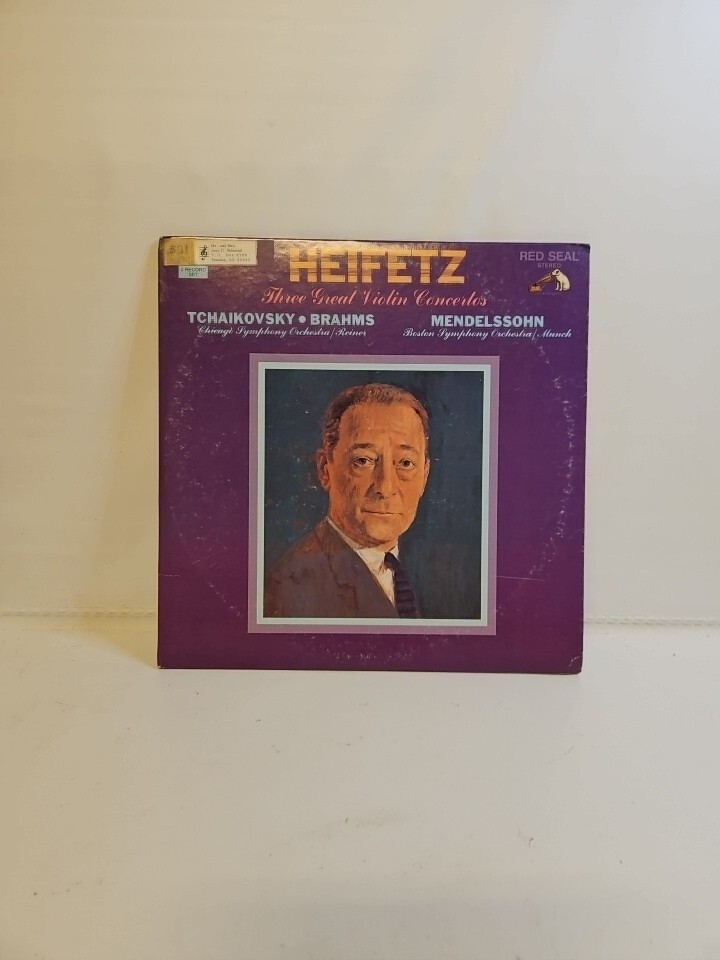 501
2 RECORD
SET
HEIFETZ
RED SEAL
STEREO
Three Great Violin Concertos
TCHAIKOVSKY • BRAHMS
MENDELSSOHN
Chicago Symphony Orchestra/Reiner
Boston Symphony Orchestra/Munch